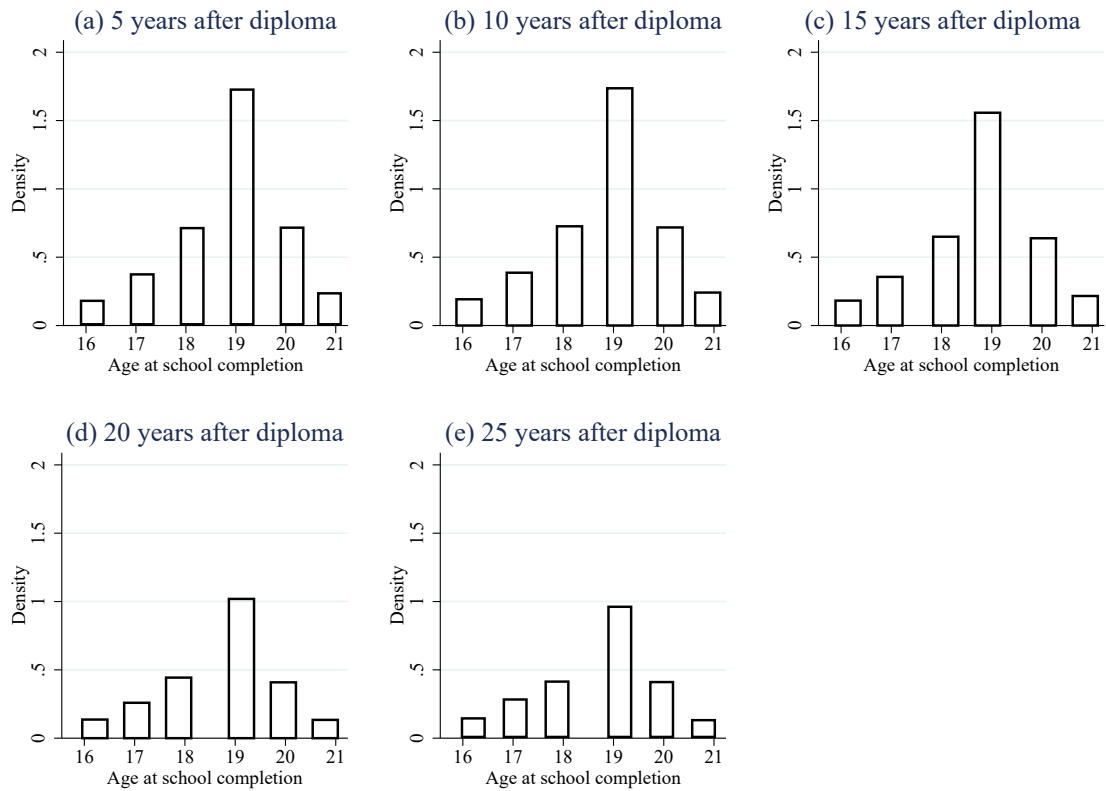 (a) 5 years after diploma
2
1.5
1
.5
0
Density
16 17 18 19 20 21
Age at school completion
(b) 10 years after diploma
2
1.5
1
.5
0
Density
16 17 18 19 20 21
Age at school completion
(c) 15 years after diploma
2
1.5
1
.5
0
Density
16 17 18 19 20 21
Age at school completion
(d) 20 years after diploma
2
1.5
1
.5
0
Density
16 17 18 19 20 21
Age at school completion
(e) 25 years after diploma
2
1.5
1
.5
0
Density
16 17 18 19 20 21
Age at school completion